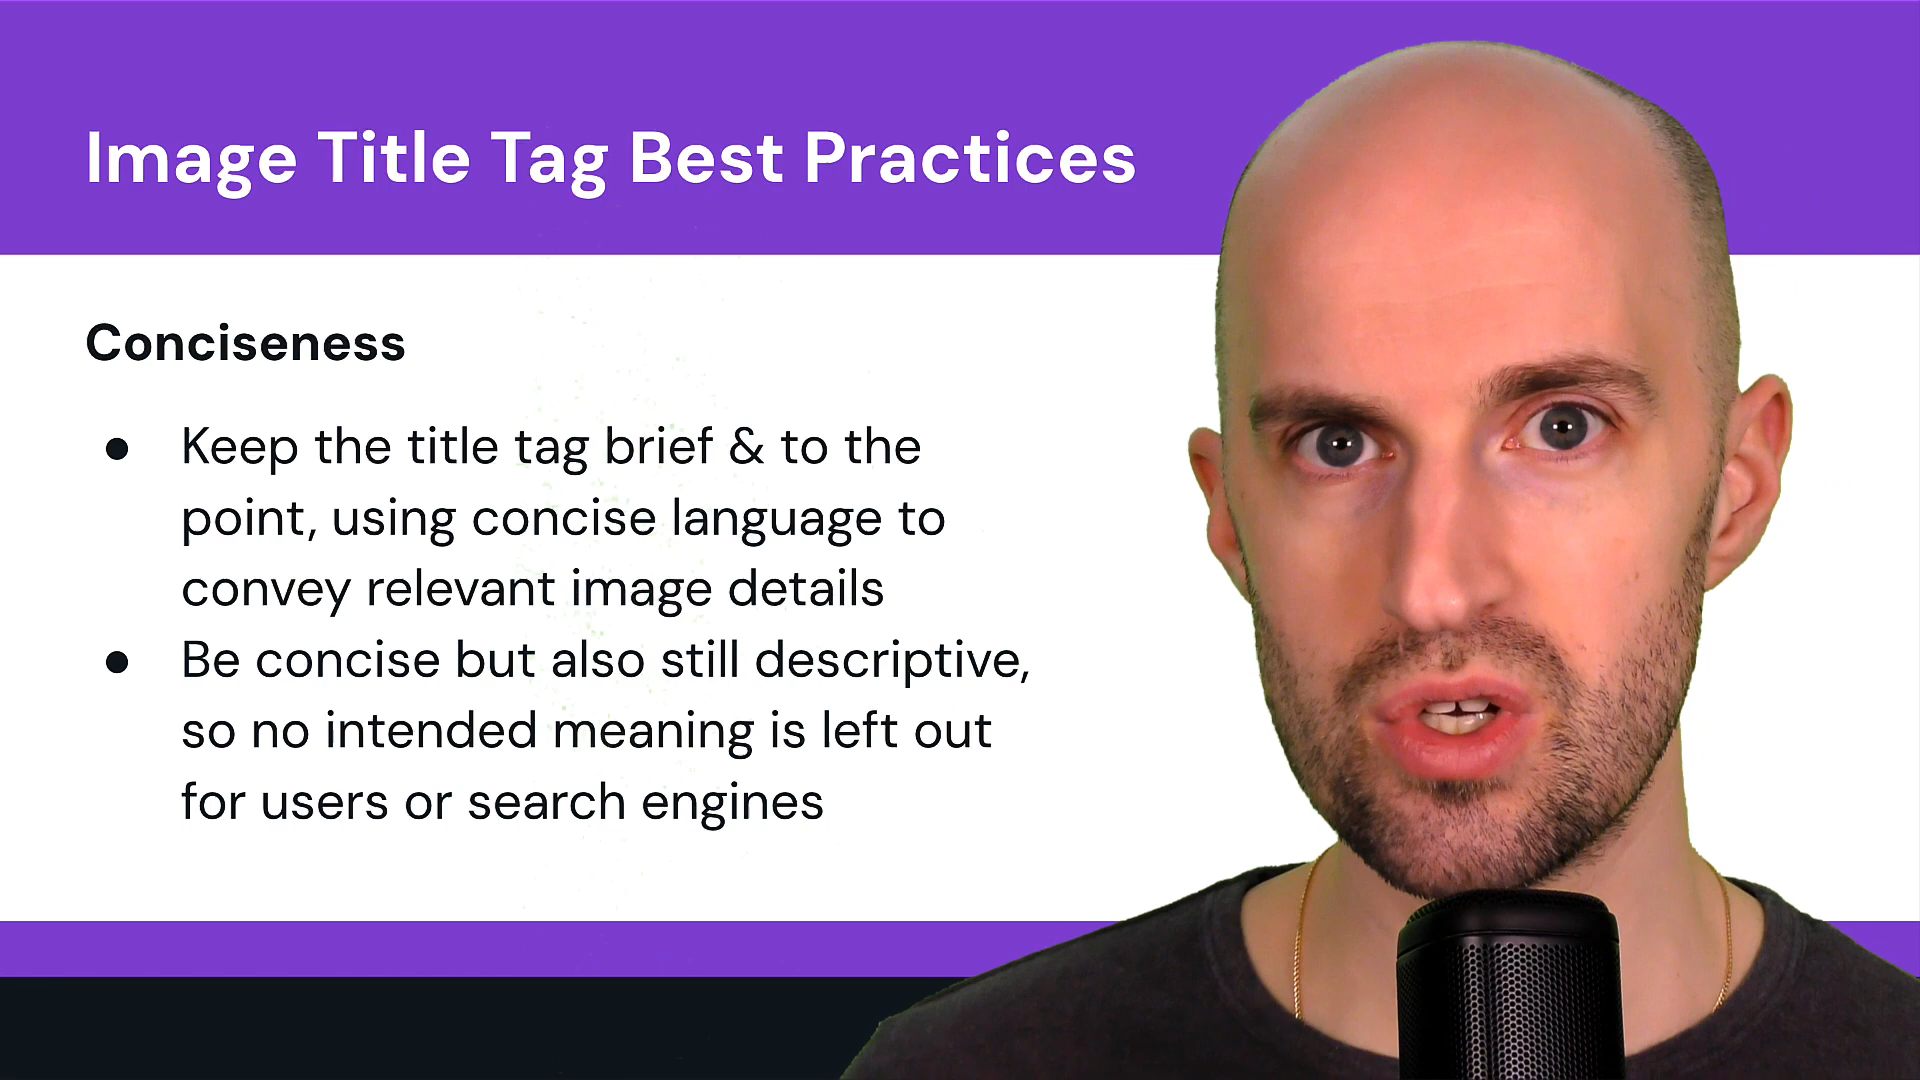 Image Title Tag Best Practices
Conciseness
● Keep the title tag brief & to the
point, using concise language to
convey relevant image details
● Be concise but also still descriptive,
so no intended meaning is left out
for users or search engines